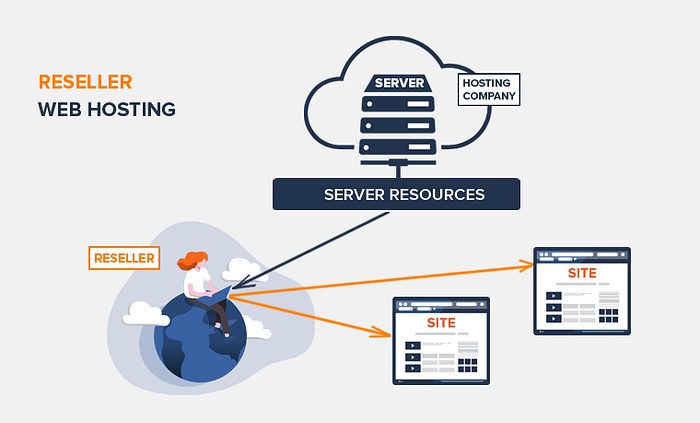 RESELLER
WEB HOSTING
SERVER
HOSTING
COMPANY
SERVER RESOURCES
RESELLER
SITE
SITE